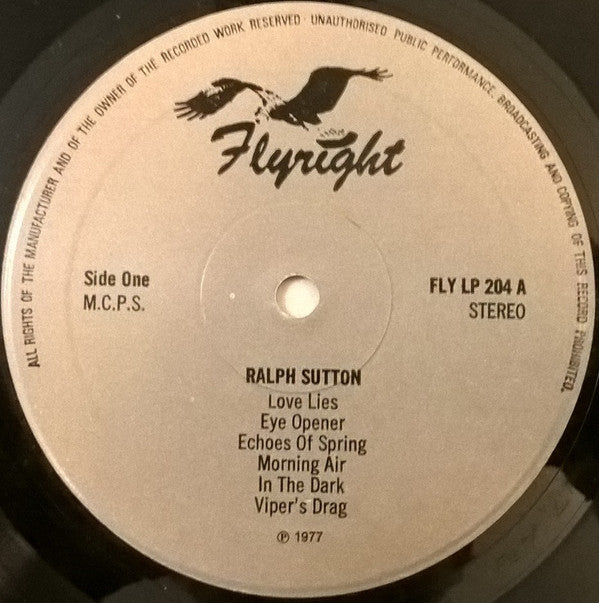 ALL RIGHTS OF THE MANUFACTURER AND OF THE OWNER OF THE RECORDED WORK RESERVED · UNAUTHORISED PUBLIC PERFORMANCE, BROADCASTING AND COPYING OF THIS RECORD PROHIBITED.
Flyright
Side One
M.C.P.S.
FLY LP 204 A
STEREO
RALPH SUTTON
Love Lies
Eye Opener
Echoes Of Spring
Morning Air
In The Dark
Viper's Drag
℗ 1977